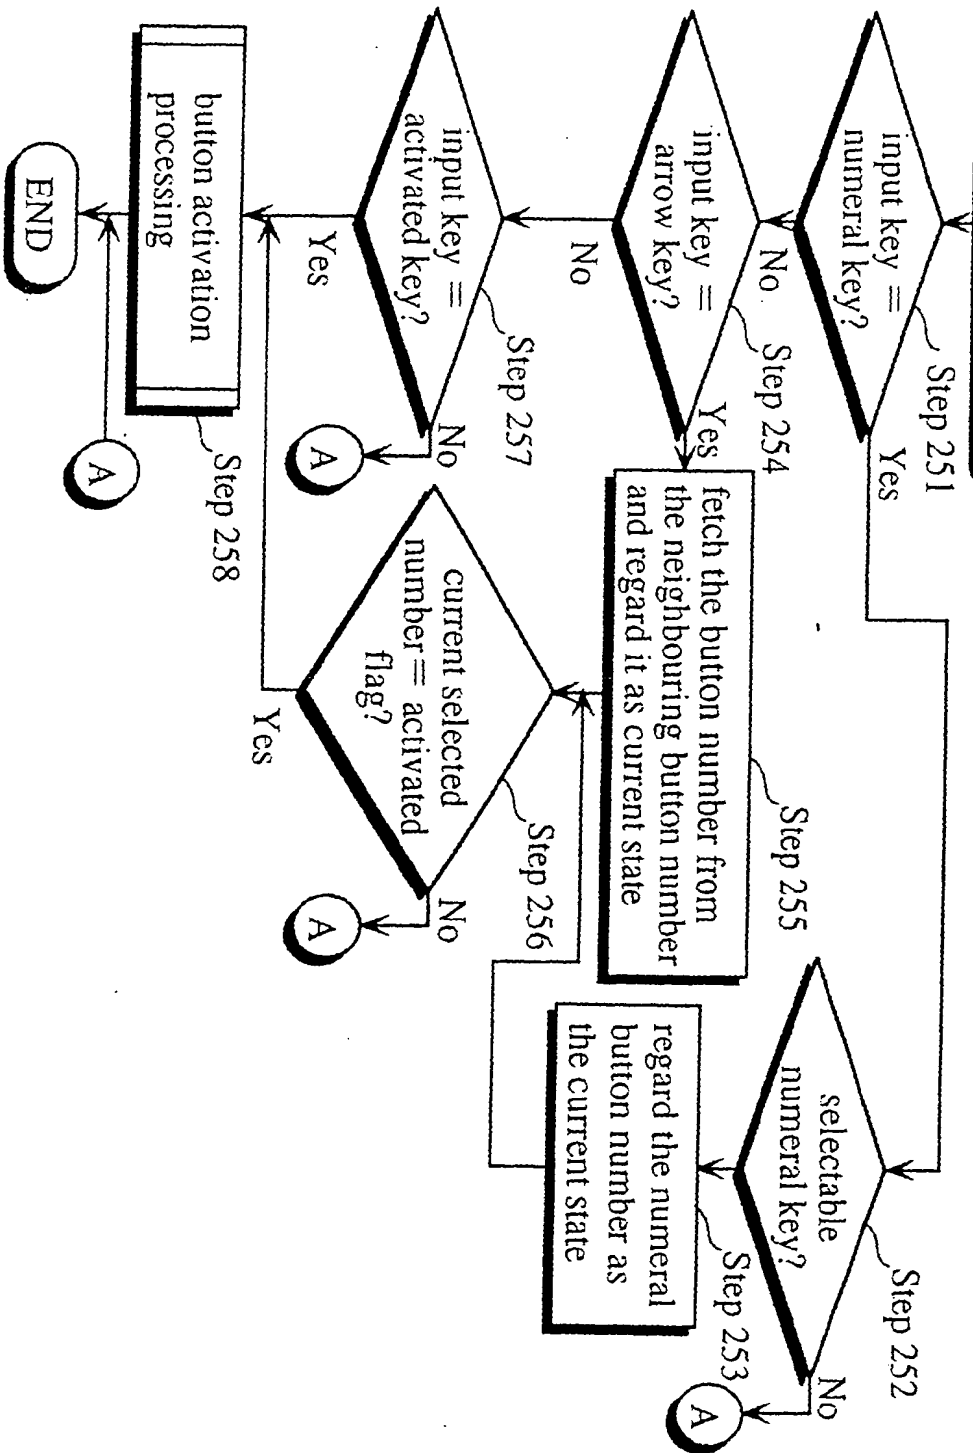 input key =
numeral key?
Step 251
Yes
No
selectable
numeral key?
Step 252
No
A
regard the numeral
button number as
the current state
Step 253
input key =
arrow key?
Step 254
Yes
No
fetch the button number from
the neighbouring button number
and regard it as current state
Step 255
current selected
number= activated
flag?
Step 256
No
A
Yes
input key =
activated key?
Step 257
No
A
Yes
button activation
processing
Step 258
A
END